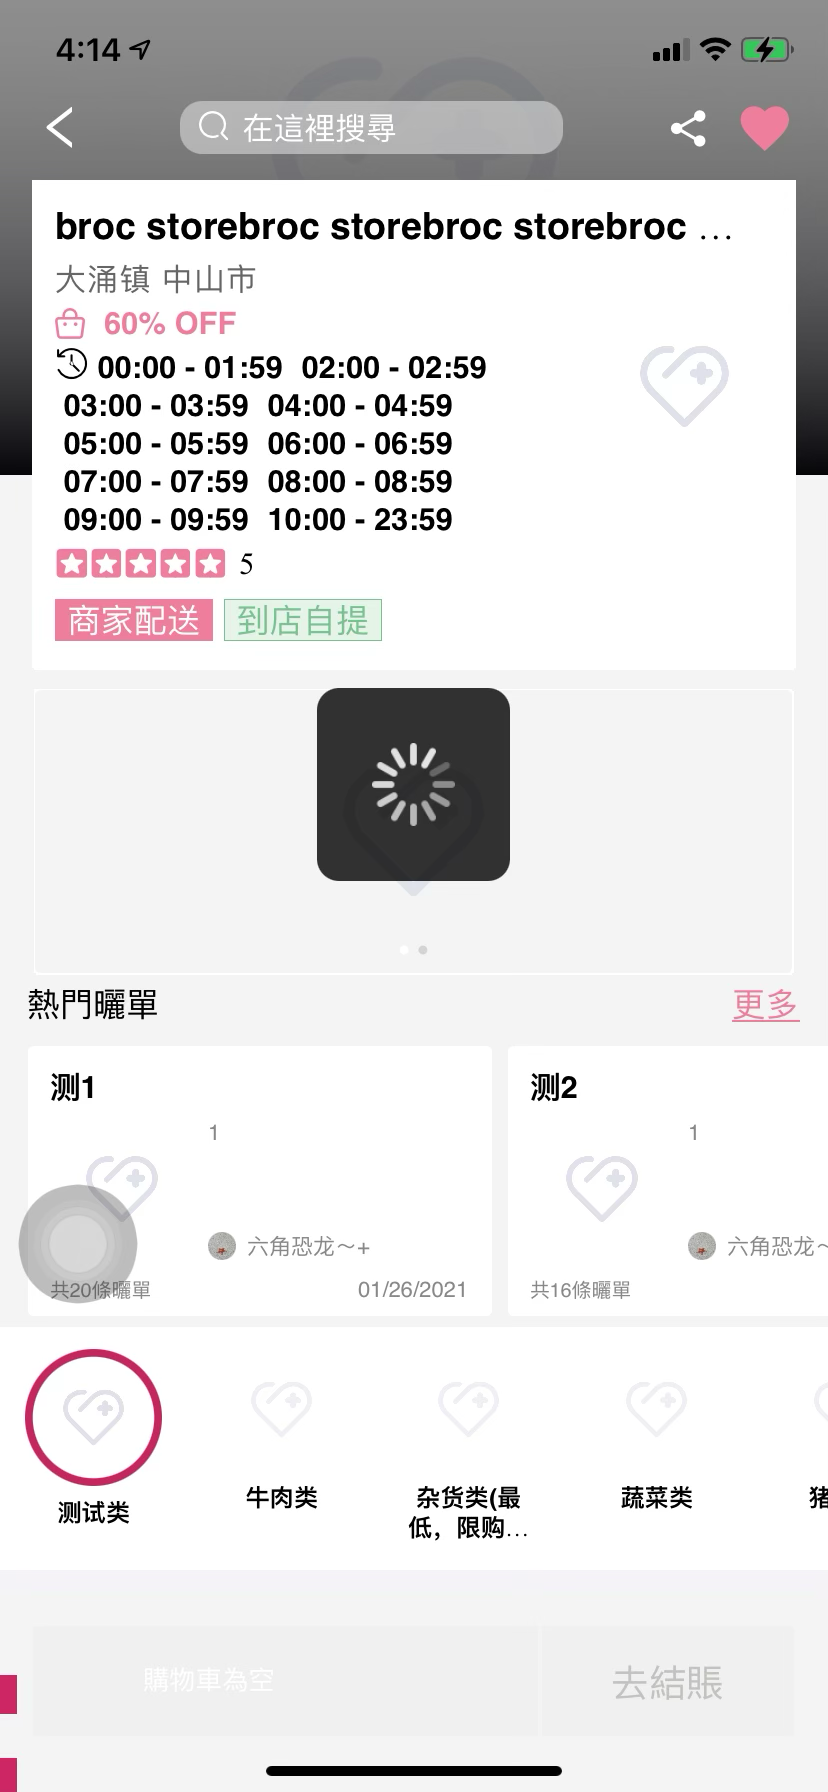 4:14
在這裡搜尋
broc storebroc storebroc storebroc ...
大涌镇 中山市
60% OFF
00:00 - 01:59 02:00 - 02:59
03:00 - 03:59 04:00 - 04:59
05:00 - 05:59 06:00 - 06:59
07:00 - 07:59 08:00 - 08:59
09:00 - 09:59 10:00 - 23:59
5
商家配送 到店自提
熱門曬單 更多
测1 测2
1 1
六角恐龙～+ 六角恐龙～
共20條曬單 01/26/2021 共16條曬單
测试类 牛肉类 杂货类(最 蔬菜类 猪
低，限购...
購物車為空 去結賬